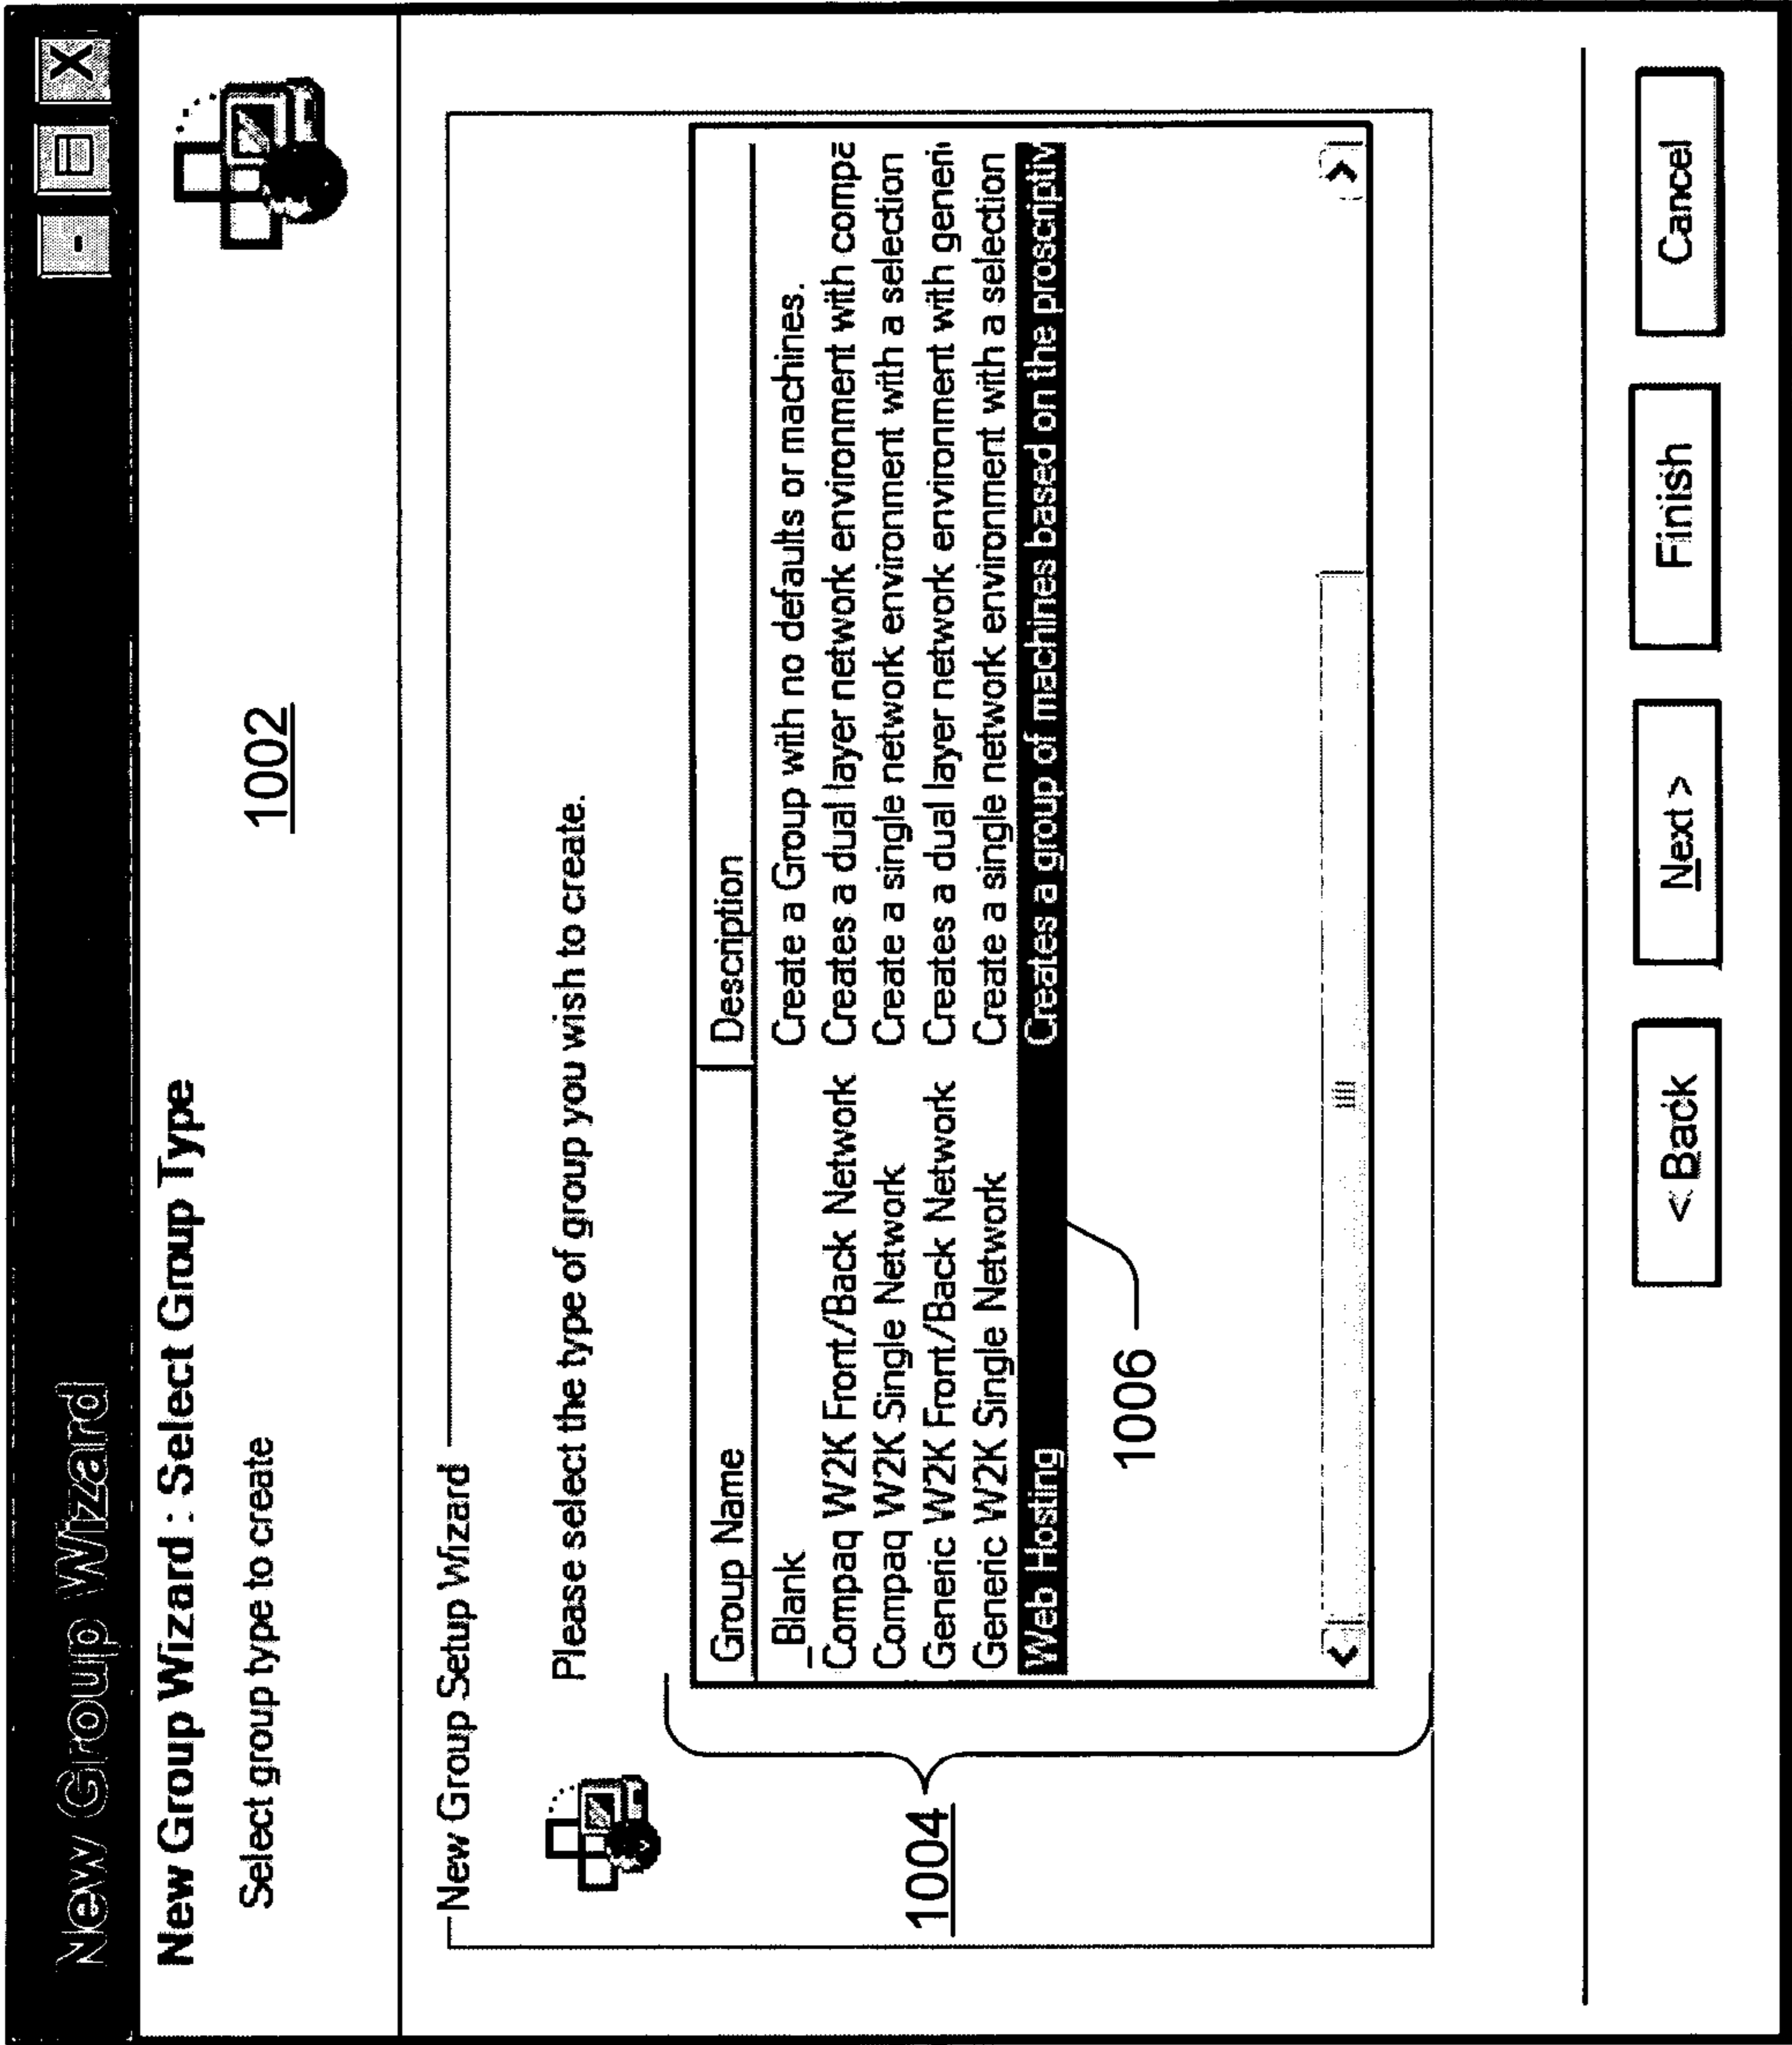 New Group Wizard
New Group Wizard : Select Group Type
Select group type to create
1002
New Group Setup Wizard
Please select the type of group you wish to create.
Group Name Description
_Blank Create a Group with no defaults or machines.
Compaq W2K Front/Back Network Creates a dual layer network environment with compa
Compaq W2K Single Network Create a single network environment with a selection
Generic W2K Front/Back Network Creates a dual layer network environment with generi
Generic W2K Single Network Create a single network environment with a selection
Web Hosting Creates a group of machines based on the proscriptiv
1004
1006
< Back Next > Finish Cancel